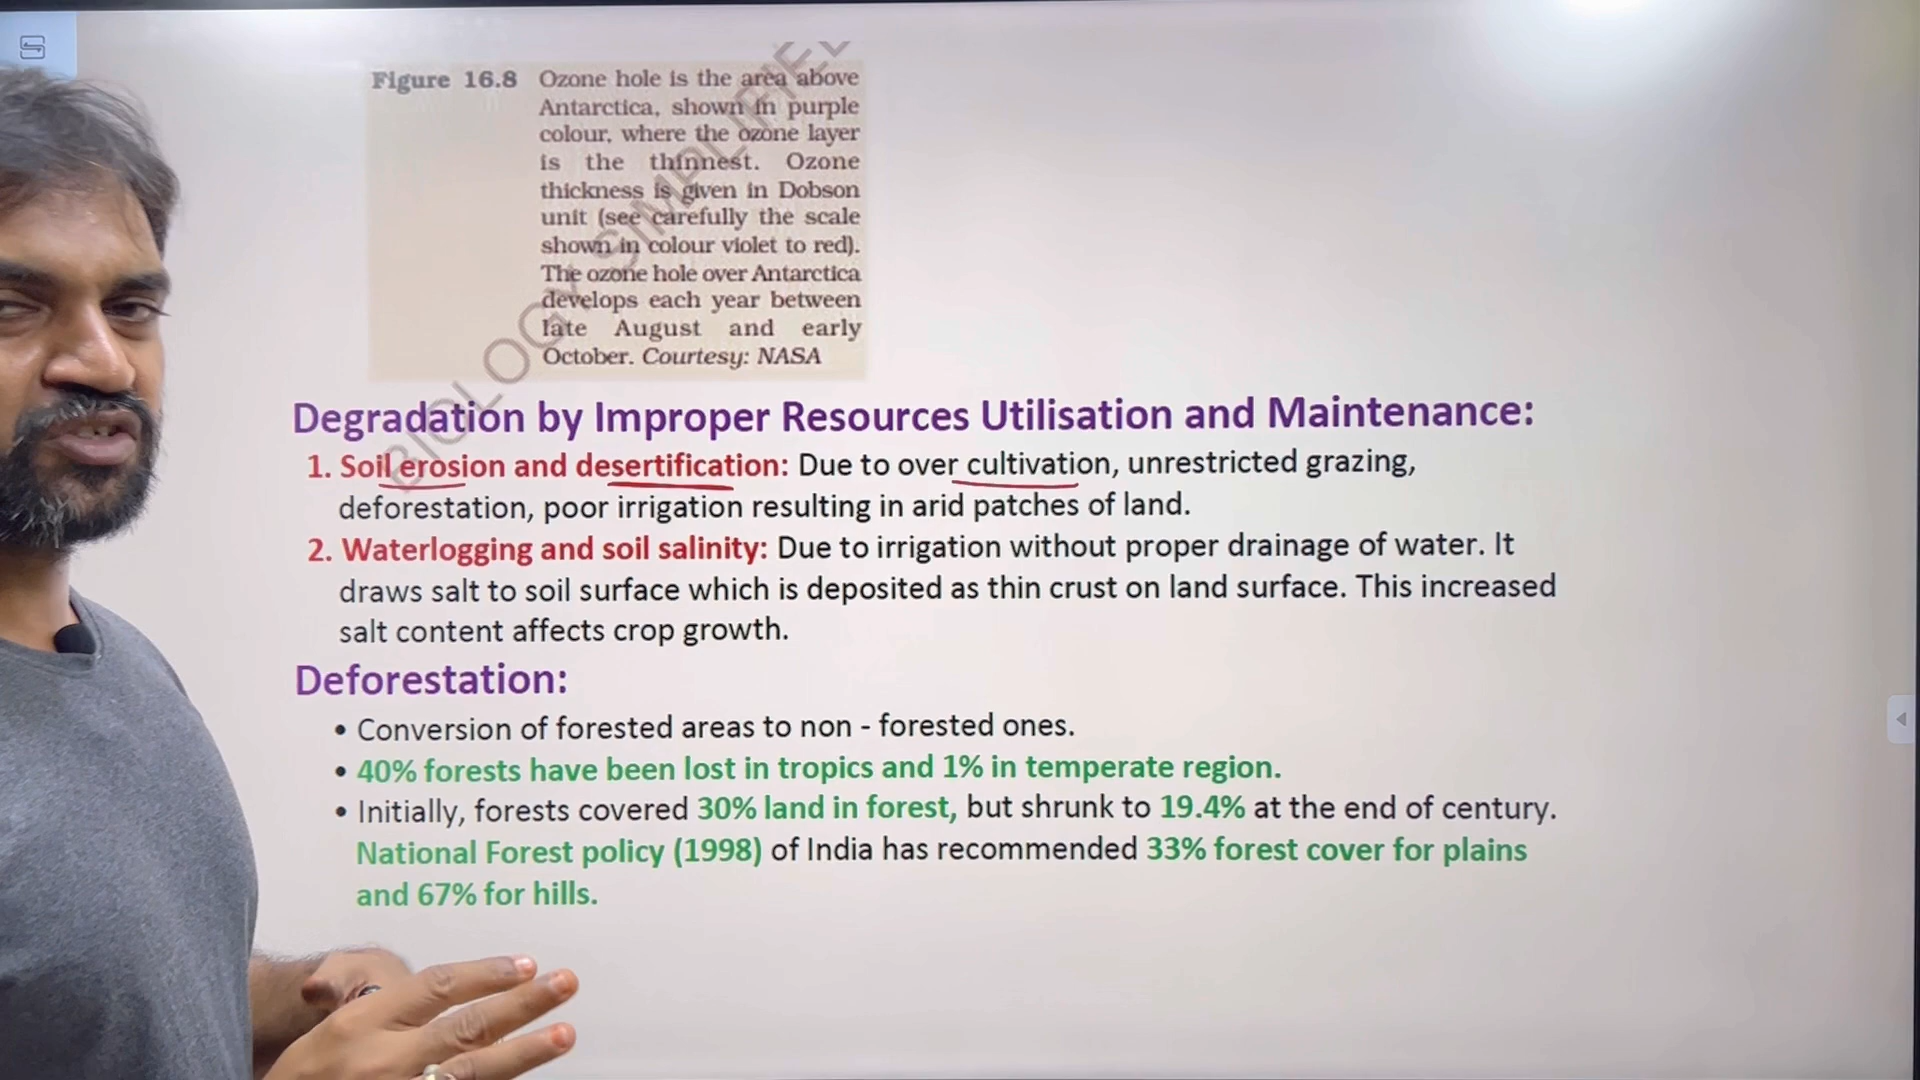 Figure 16.8 Ozone hole is the area above
Antarctica, shown in purple
colour, where the ozone layer
is the thinnest. Ozone
thickness is given in Dobson
unit (see carefully the scale
shown in colour violet to red).
The ozone hole over Antarctica
develops each year between
late August and early
October. Courtesy: NASA
BIOLOGY SIMPLIFIED
Degradation by Improper Resources Utilisation and Maintenance:
1. Soil erosion and desertification: Due to over cultivation, unrestricted grazing,
deforestation, poor irrigation resulting in arid patches of land.
2. Waterlogging and soil salinity: Due to irrigation without proper drainage of water. It
draws salt to soil surface which is deposited as thin crust on land surface. This increased
salt content affects crop growth.
Deforestation:
• Conversion of forested areas to non - forested ones.
• 40% forests have been lost in tropics and 1% in temperate region.
• Initially, forests covered 30% land in forest, but shrunk to 19.4% at the end of century.
National Forest policy (1998) of India has recommended 33% forest cover for plains
and 67% for hills.